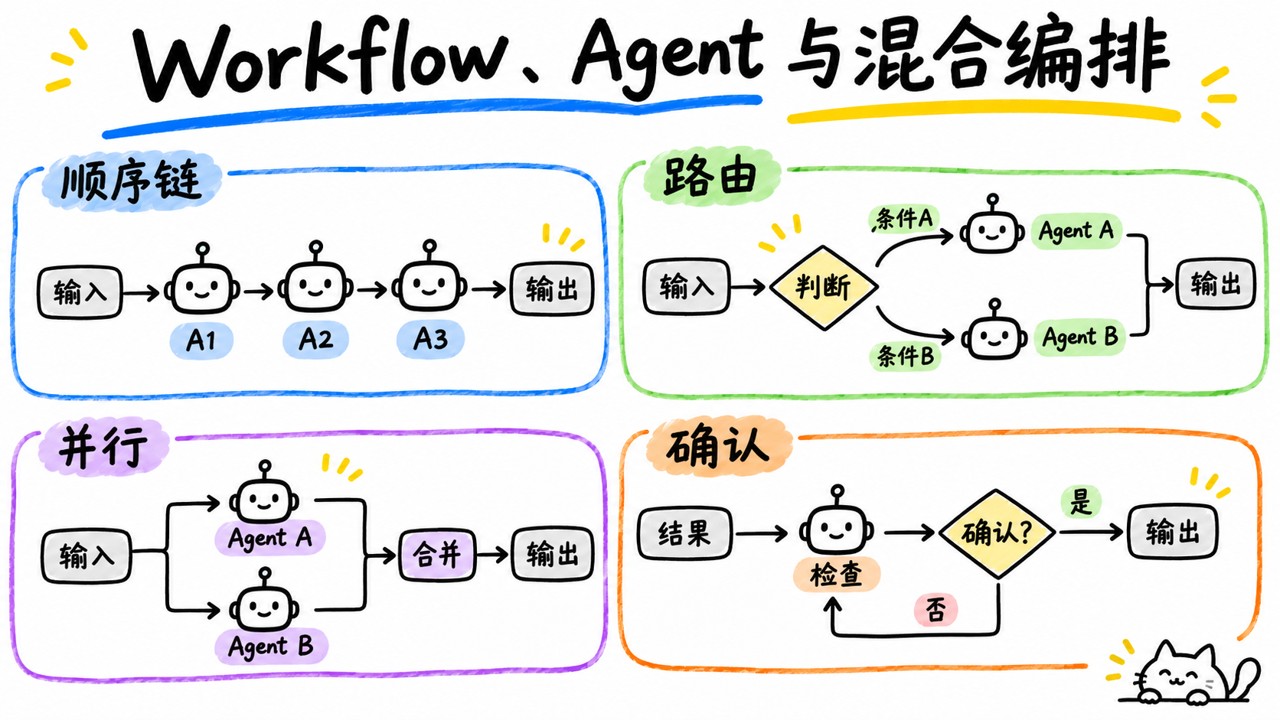 Workflow、Agent 与混合编排
顺序链
输入
A1
A2
A3
输出
路由
输入
判断
条件A
Agent A
条件B
Agent B
输出
并行
输入
Agent A
Agent B
合并
输出
确认
结果
检查
确认?
是
否
输出